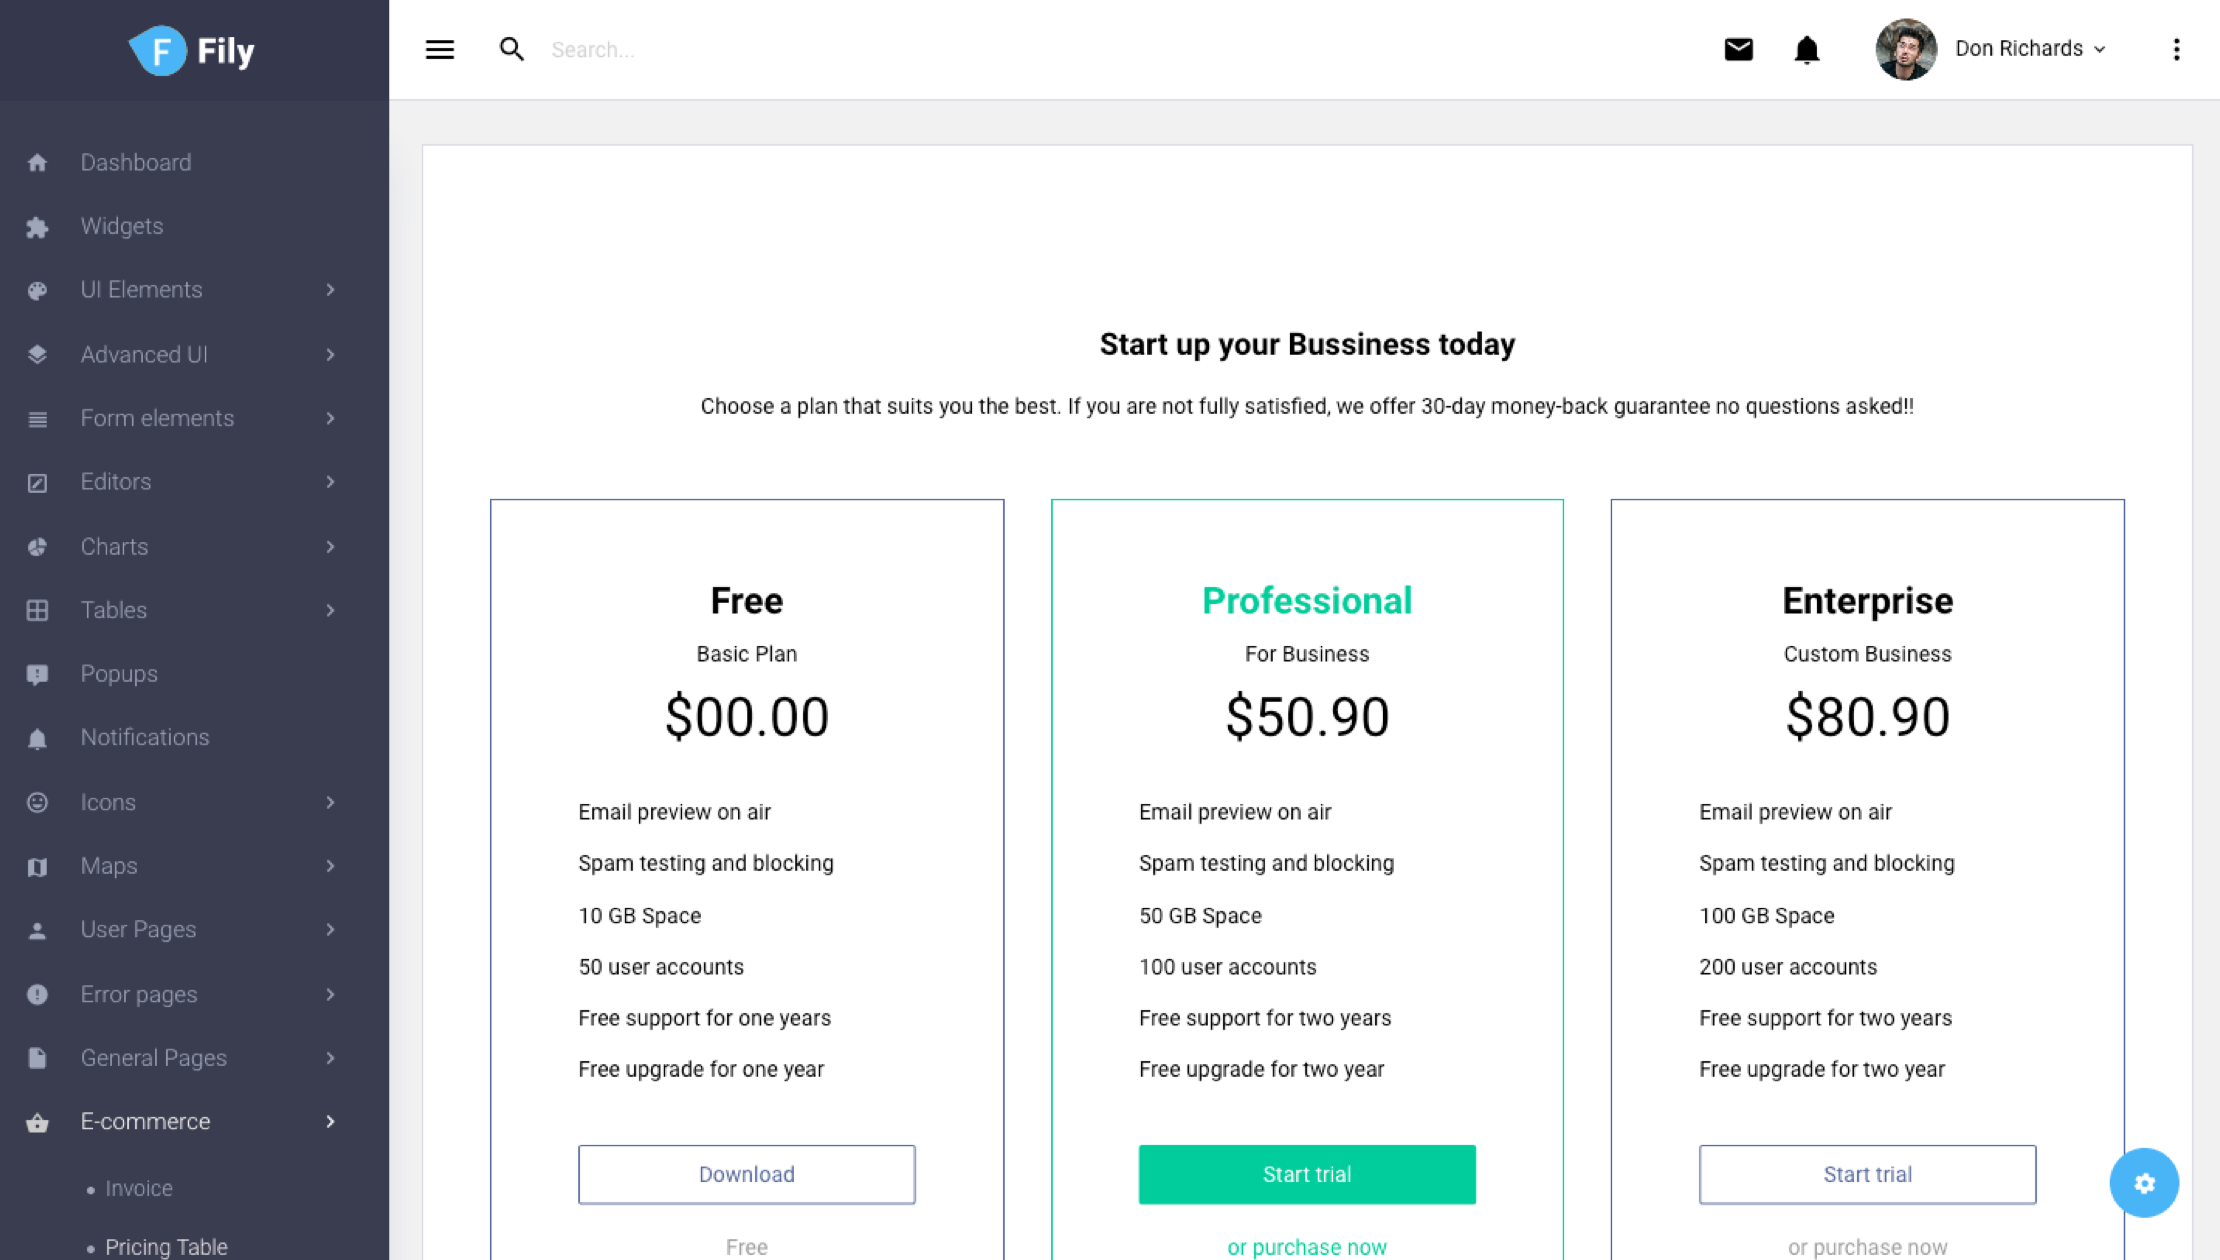 F Fily
Search...
Don Richards
Dashboard
Widgets
UI Elements
Advanced UI
Form elements
Editors
Charts
Tables
Popups
Notifications
Icons
Maps
User Pages
Error pages
General Pages
E-commerce
Invoice
Pricing Table
Start up your Bussiness today
Choose a plan that suits you the best. If you are not fully satisfied, we offer 30-day money-back guarantee no questions asked!!
Free
Basic Plan
$00.00
Email preview on air
Spam testing and blocking
10 GB Space
50 user accounts
Free support for one years
Free upgrade for one year
Download
Free
Professional
For Business
$50.90
Email preview on air
Spam testing and blocking
50 GB Space
100 user accounts
Free support for two years
Free upgrade for two year
Start trial
or purchase now
Enterprise
Custom Business
$80.90
Email preview on air
Spam testing and blocking
100 GB Space
200 user accounts
Free support for two years
Free upgrade for two year
Start trial
or purchase now